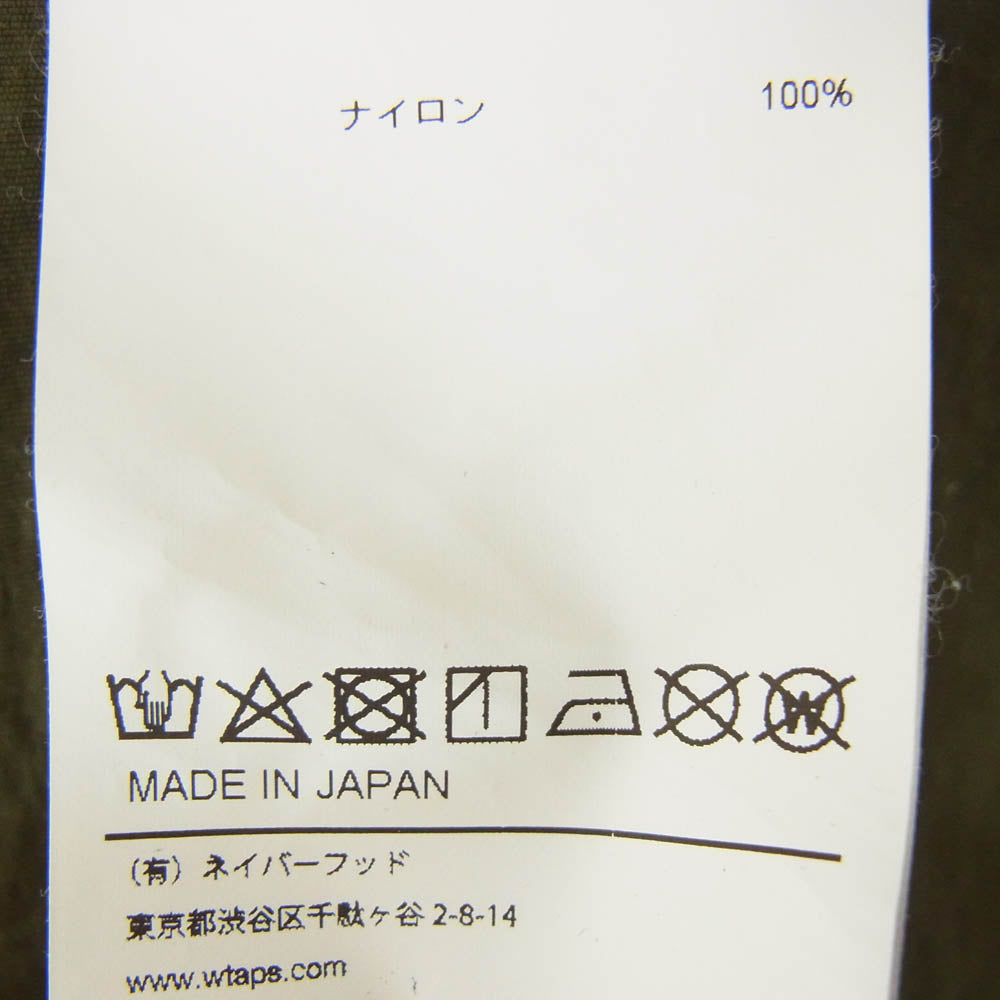 ナイロン 100%
MADE IN JAPAN
(有) ネイバーフッド
東京都渋谷区千駄ヶ谷 2-8-14
www.wtaps.com